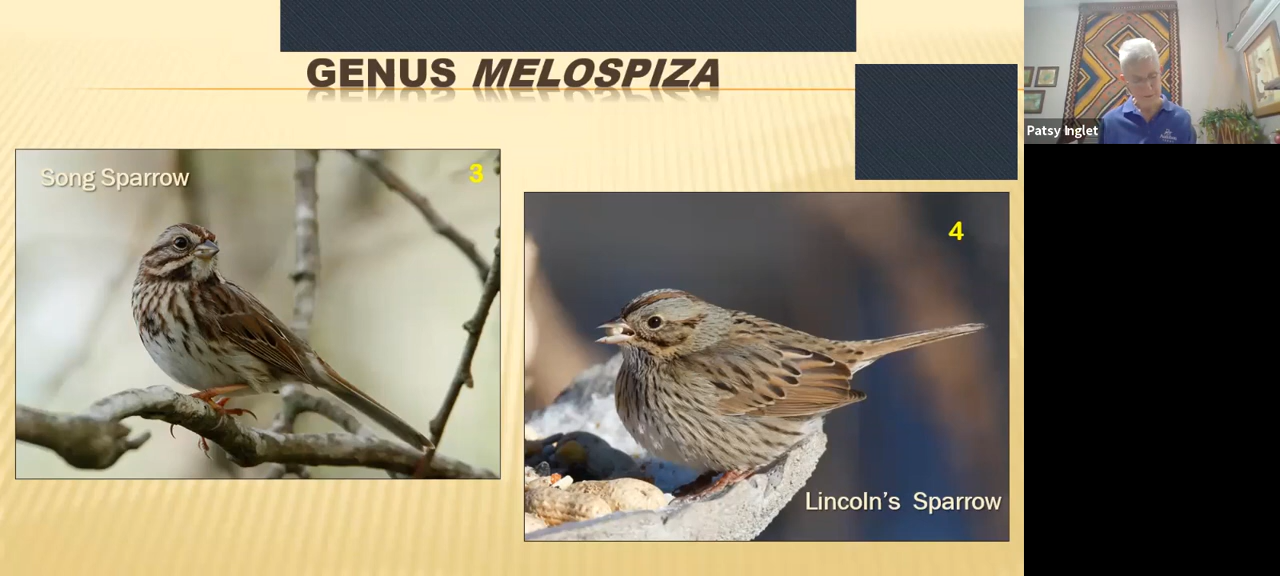 GENUS MELOSPIZA
Song Sparrow
3
4
Lincoln's Sparrow
Patsy Inglet